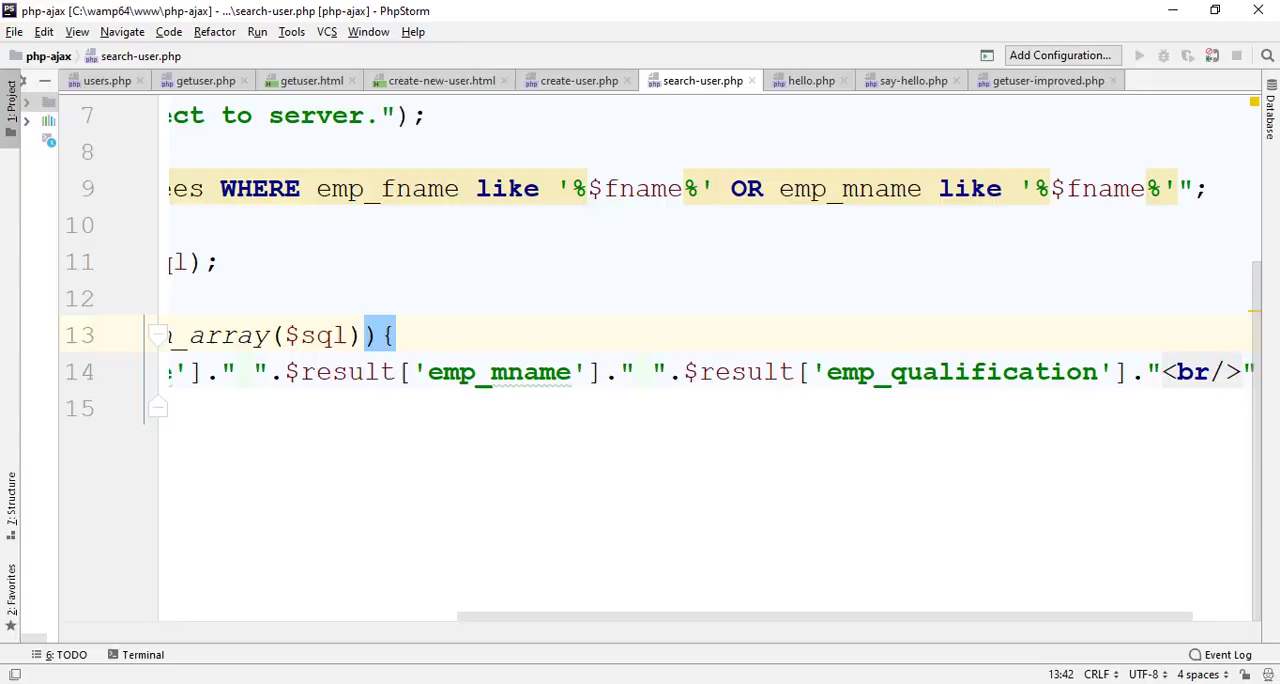 php-ajax [C:\wamp64\www\php-ajax] - ...\search-user.php [php-ajax] - PhpStorm
File Edit View Navigate Code Refactor Run Tools VCS Window Help
php-ajax search-user.php Add Configuration...
users.php getuser.php getuser.html create-new-user.html create-user.php search-user.php hello.php say-hello.php getuser-improved.php
1: Project
Database
7 ect to server.");
8
9 ees WHERE emp_fname like '%$fname%' OR emp_mname like '%$fname%'";
10
11 ql);
12
13 h_array($sql)){
14 e']." ".$result['emp_mname']." ".$result['emp_qualification']."<br/>"
15
7: Structure
2: Favorites
6: TODO Terminal Event Log
13:42 CRLF UTF-8 4 spaces